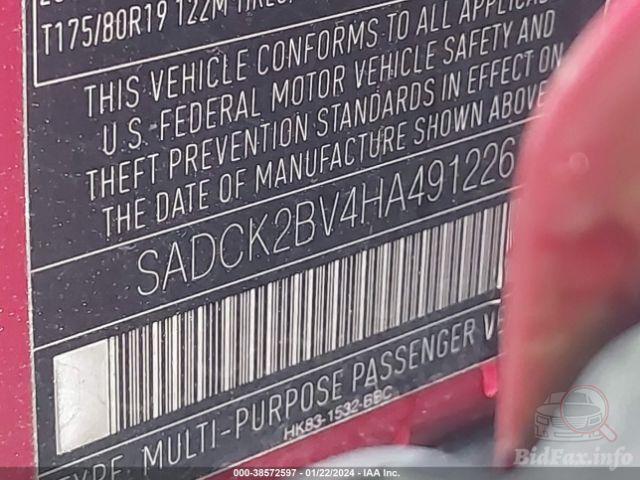 T175/80R19 122M
THIS VEHICLE CONFORMS TO ALL
U.S. FEDERAL MOTOR VEHICLE SAFETY AND
THEFT PREVENTION STANDARDS IN EFFECT ON
THE DATE OF MANUFACTURE SHOWN ABOVE
SADCK2BV4HA491226
TYPE MULTI-PURPOSE PASSENGER
HK83-1532-BBC
000-38572597 - 01/22/2024 - IAA Inc.
BidFax.info